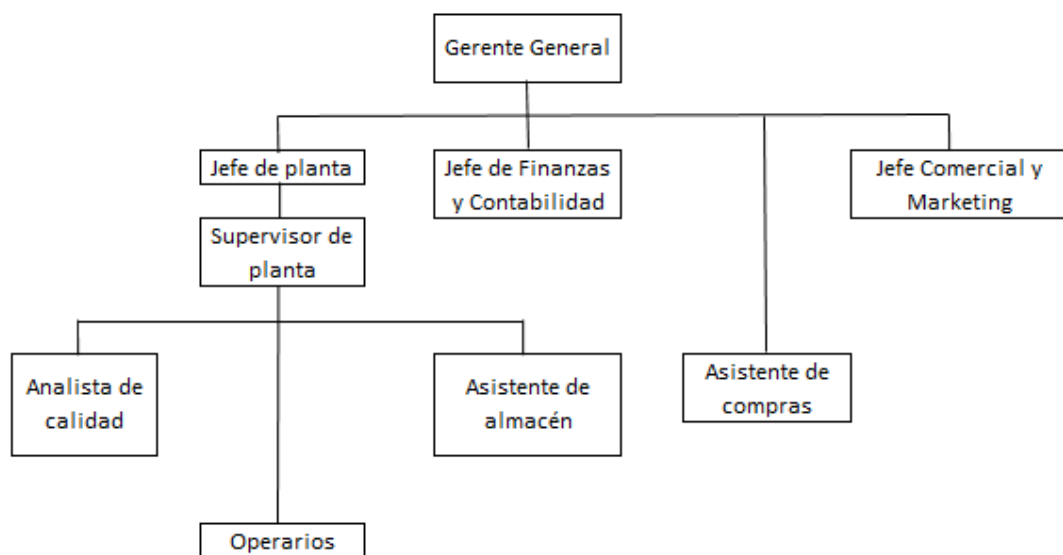 Gerente General
Jefe de planta
Jefe de Finanzas
y Contabilidad
Jefe Comercial y
Marketing
Supervisor de
planta
Analista de
calidad
Asistente de
almacén
Asistente de
compras
Operarios